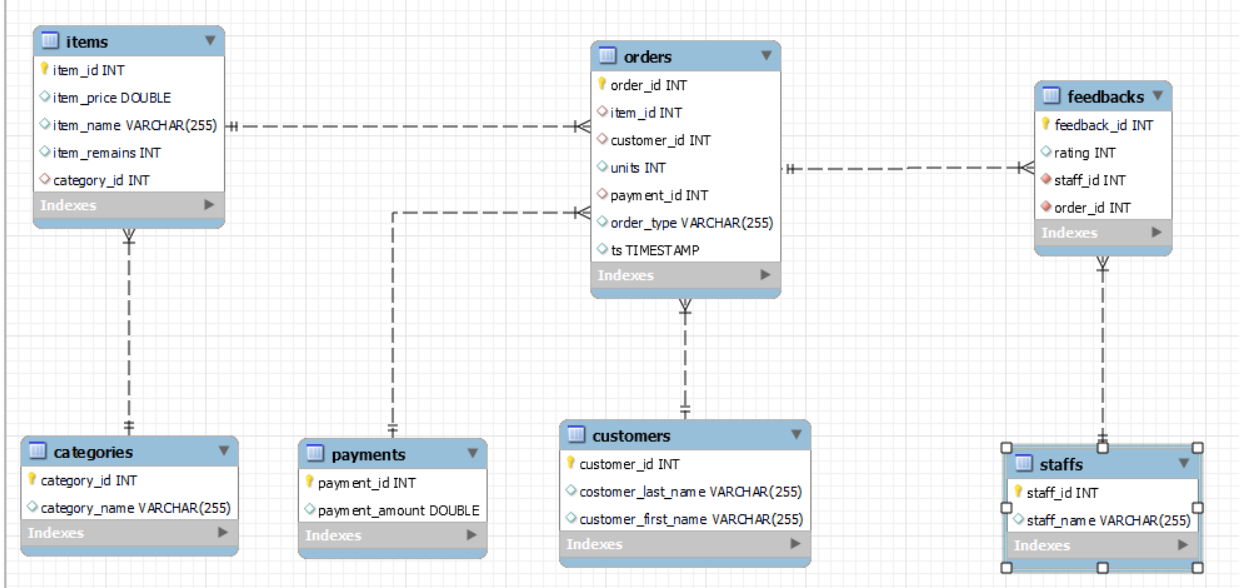 items
item_id INT
item_price DOUBLE
item_name VARCHAR(255)
item_remains INT
category_id INT
Indexes
orders
order_id INT
item_id INT
customer_id INT
units INT
payment_id INT
order_type VARCHAR(255)
ts TIMESTAMP
Indexes
feedbacks
feedback_id INT
rating INT
staff_id INT
order_id INT
Indexes
categories
category_id INT
category_name VARCHAR(255)
Indexes
payments
payment_id INT
payment_amount DOUBLE
Indexes
customers
customer_id INT
costomer_last_name VARCHAR(255)
customer_first_name VARCHAR(255)
Indexes
staffs
staff_id INT
staff_name VARCHAR(255)
Indexes